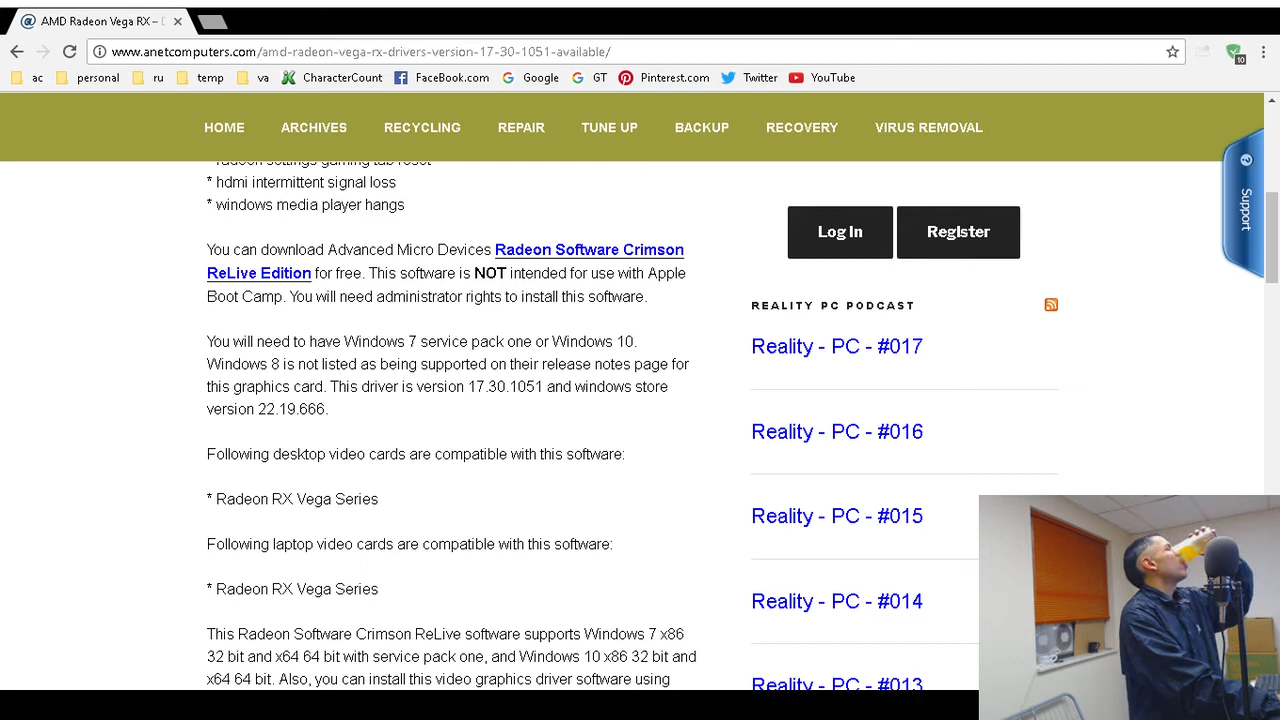 AMD Radeon Vega RX –
www.anetcomputers.com/amd-radeon-vega-rx-drivers-version-17-30-1051-available/
10
ac personal ru temp va CharacterCount FaceBook.com Google GT Pinterest.com Twitter YouTube
HOME ARCHIVES RECYCLING REPAIR TUNE UP BACKUP RECOVERY VIRUS REMOVAL
* radeon settings gaming tab reset
* hdmi intermittent signal loss
* windows media player hangs
You can download Advanced Micro Devices Radeon Software Crimson
ReLive Edition for free. This software is NOT intended for use with Apple
Boot Camp. You will need administrator rights to install this software.
You will need to have Windows 7 service pack one or Windows 10.
Windows 8 is not listed as being supported on their release notes page for
this graphics card. This driver is version 17.30.1051 and windows store
version 22.19.666.
Following desktop video cards are compatible with this software:
* Radeon RX Vega Series
Following laptop video cards are compatible with this software:
* Radeon RX Vega Series
This Radeon Software Crimson ReLive software supports Windows 7 x86
32 bit and x64 64 bit with service pack one, and Windows 10 x86 32 bit and
x64 64 bit. Also, you can install this video graphics driver software using
Support
Log In Register
REALITY PC PODCAST
Reality - PC - #017
Reality - PC - #016
Reality - PC - #015
Reality - PC - #014
Reality - PC - #013